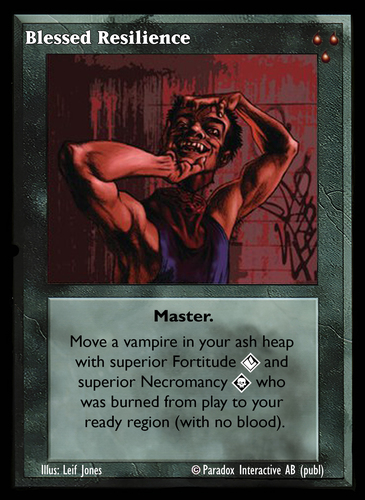 Blessed Resilience
Master.
Move a vampire in your ash heap
with superior Fortitude and
superior Necromancy who
was burned from play to your
ready region (with no blood).
Illus: Leif Jones © Paradox Interactive AB (publ)